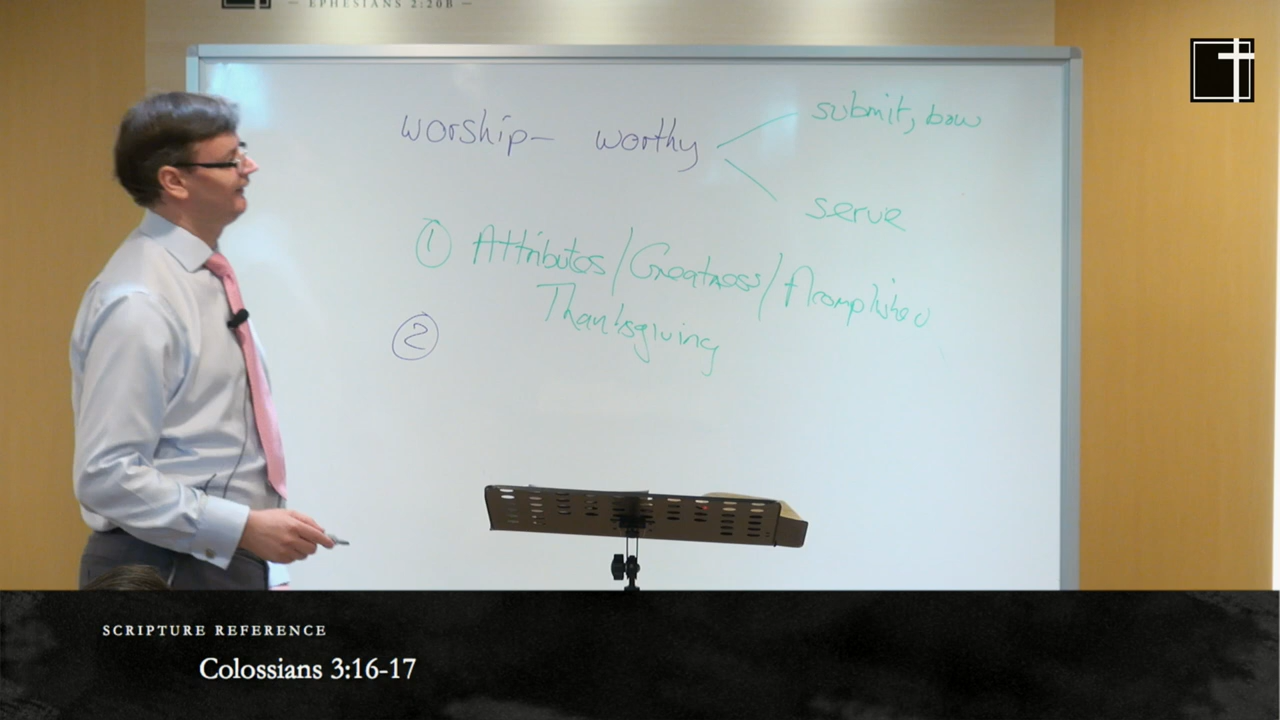 — EPHESIANS 2:20B —
worship- worthy
submit, bow
serve
① Attributes/Greatness/Acomplished
Thanksgiving
②
SCRIPTURE REFERENCE
Colossians 3:16-17